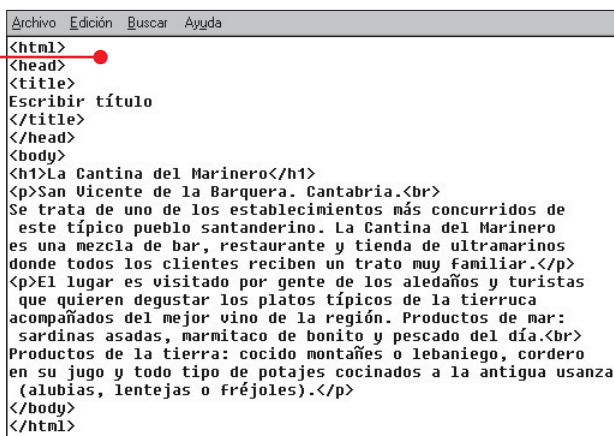 Archivo Edición Buscar Ayuda
<html>
<head>
<title>
Escribir título
</title>
</head>
<body>
<h1>La Cantina del Marinero</h1>
<p>San Vicente de la Barquera. Cantabria.<br>
Se trata de uno de los establecimientos más concurridos de
este típico pueblo santanderino. La Cantina del Marinero
es una mezcla de bar, restaurante y tienda de ultramarinos
donde todos los clientes reciben un trato muy familiar.</p>
<p>El lugar es visitado por gente de los aledaños y turistas
que quieren degustar los platos típicos de la tierruca
acompañados del mejor vino de la región. Productos de mar:
sardinas asadas, marmitaco de bonito y pescado del día.<br>
Productos de la tierra: cocido montañes o lebaniego, cordero
en su jugo y todo tipo de potajes cocinados a la antigua usanza
(alubias, lentejas o fréjoles).</p>
</body>
</html>